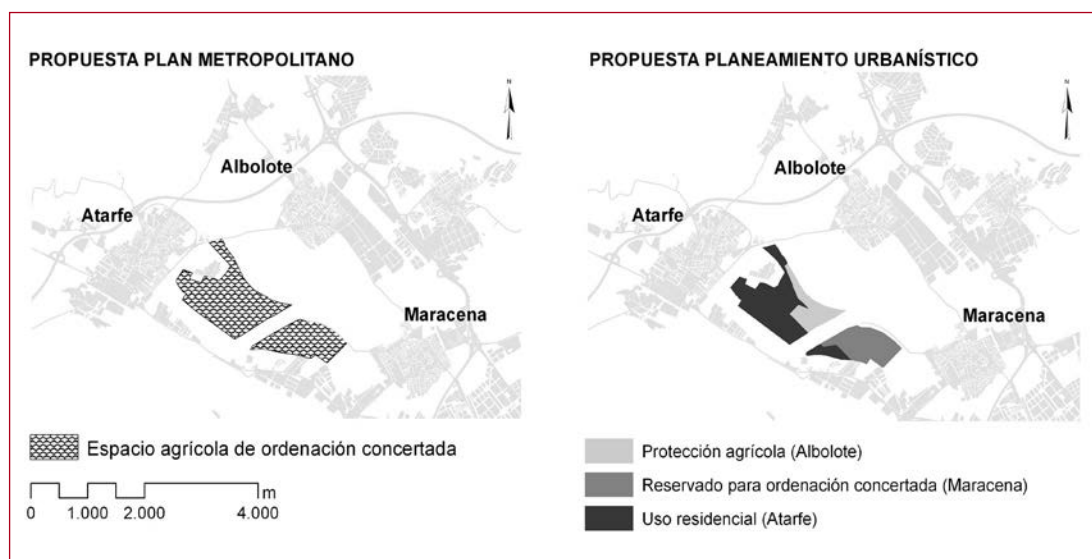 PROPUESTA PLAN METROPOLITANO
N
Albolote
Atarfe
Maracena
Espacio agrícola de ordenación concertada
m
0 1.000 2.000 4.000
PROPUESTA PLANEAMIENTO URBANÍSTICO
N
Albolote
Atarfe
Maracena
Protección agrícola (Albolote)
Reservado para ordenación concertada (Maracena)
Uso residencial (Atarfe)